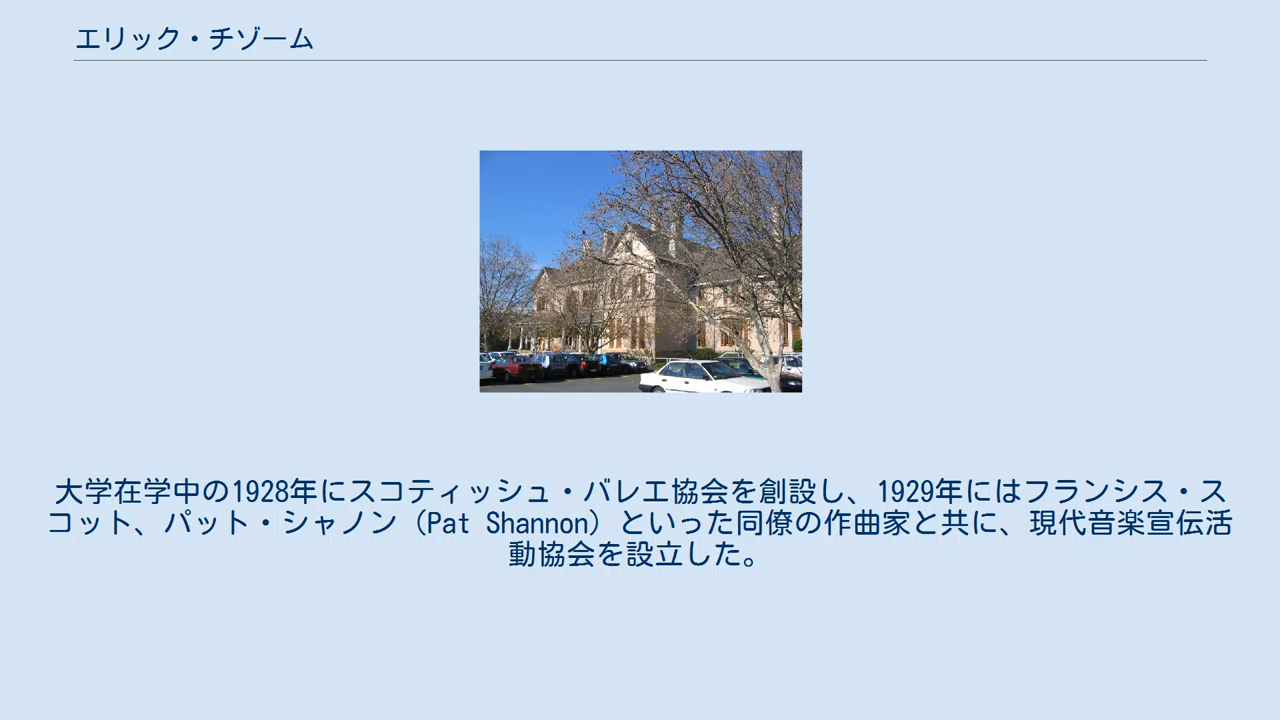 エリック・チゾーム
大学在学中の1928年にスコティッシュ・バレエ協会を創設し、1929年にはフランシス・ス
コット、パット・シャノン（Pat Shannon）といった同僚の作曲家と共に、現代音楽宣伝活
動協会を設立した。